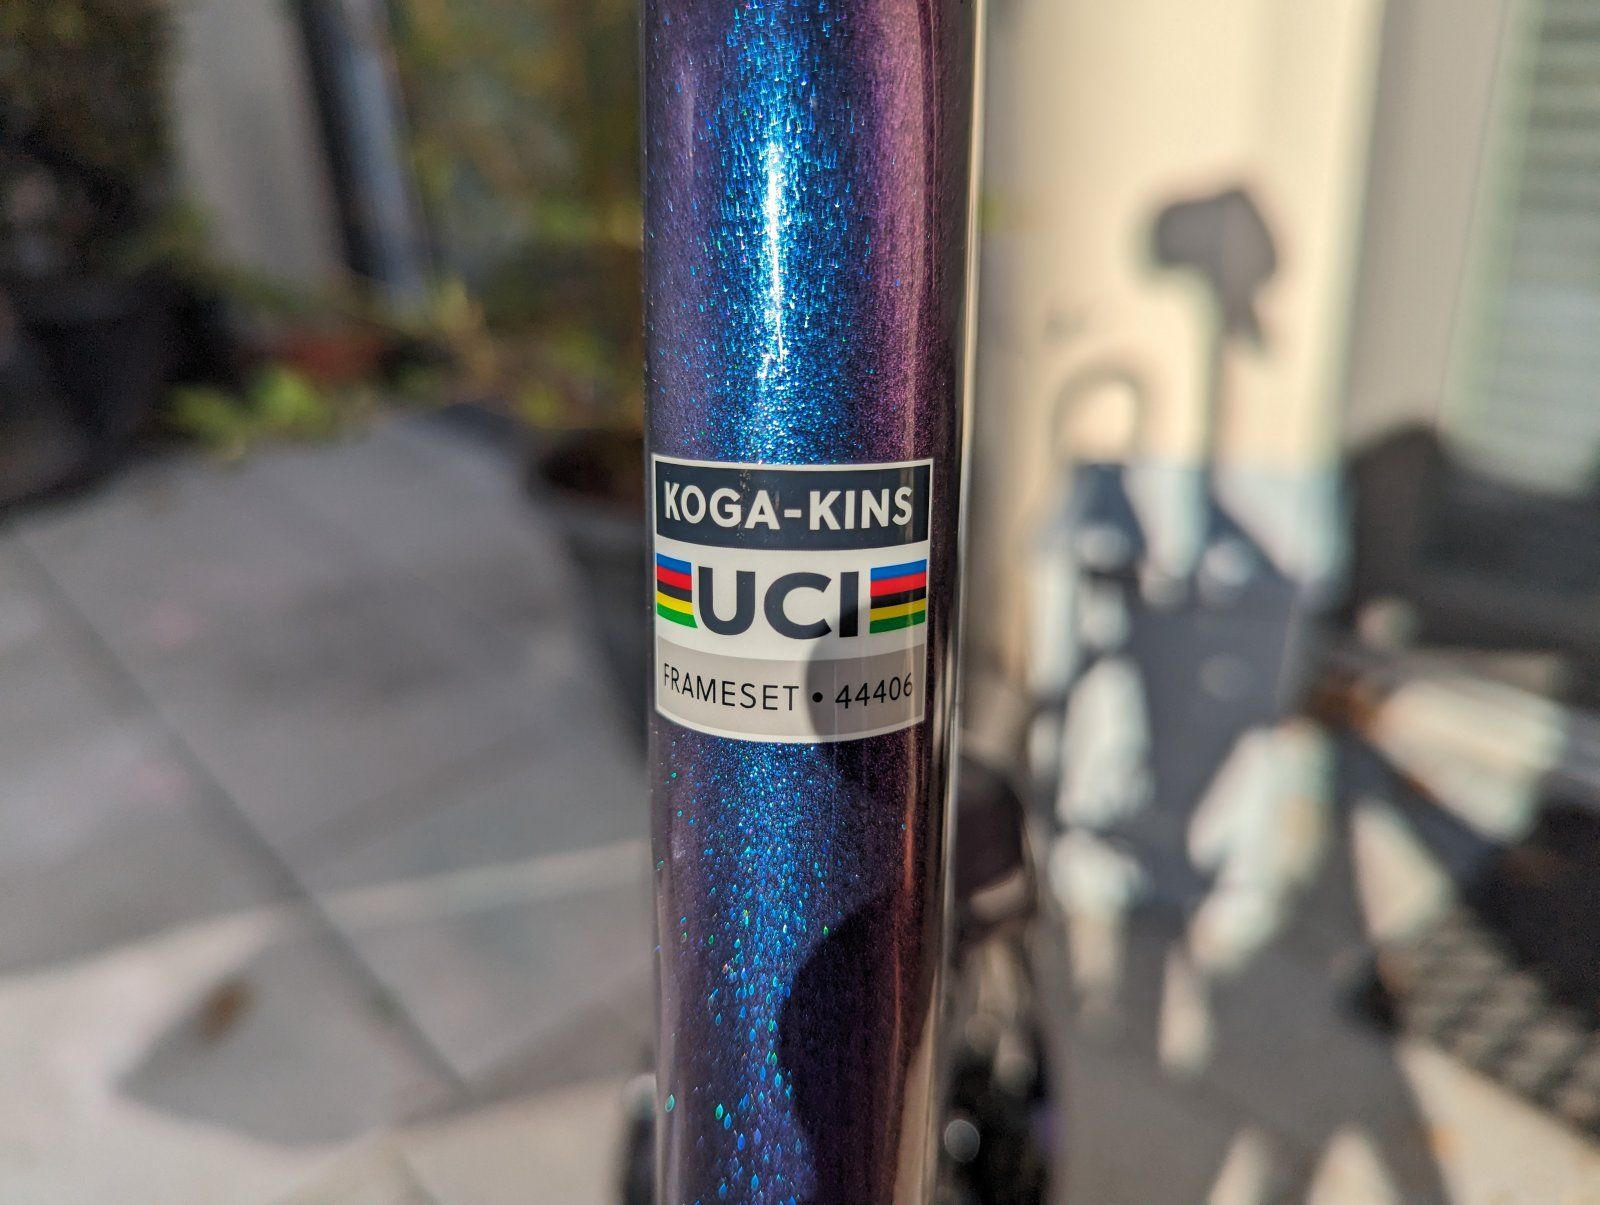 KOGA-KINS
UCI
FRAMESET • 44406